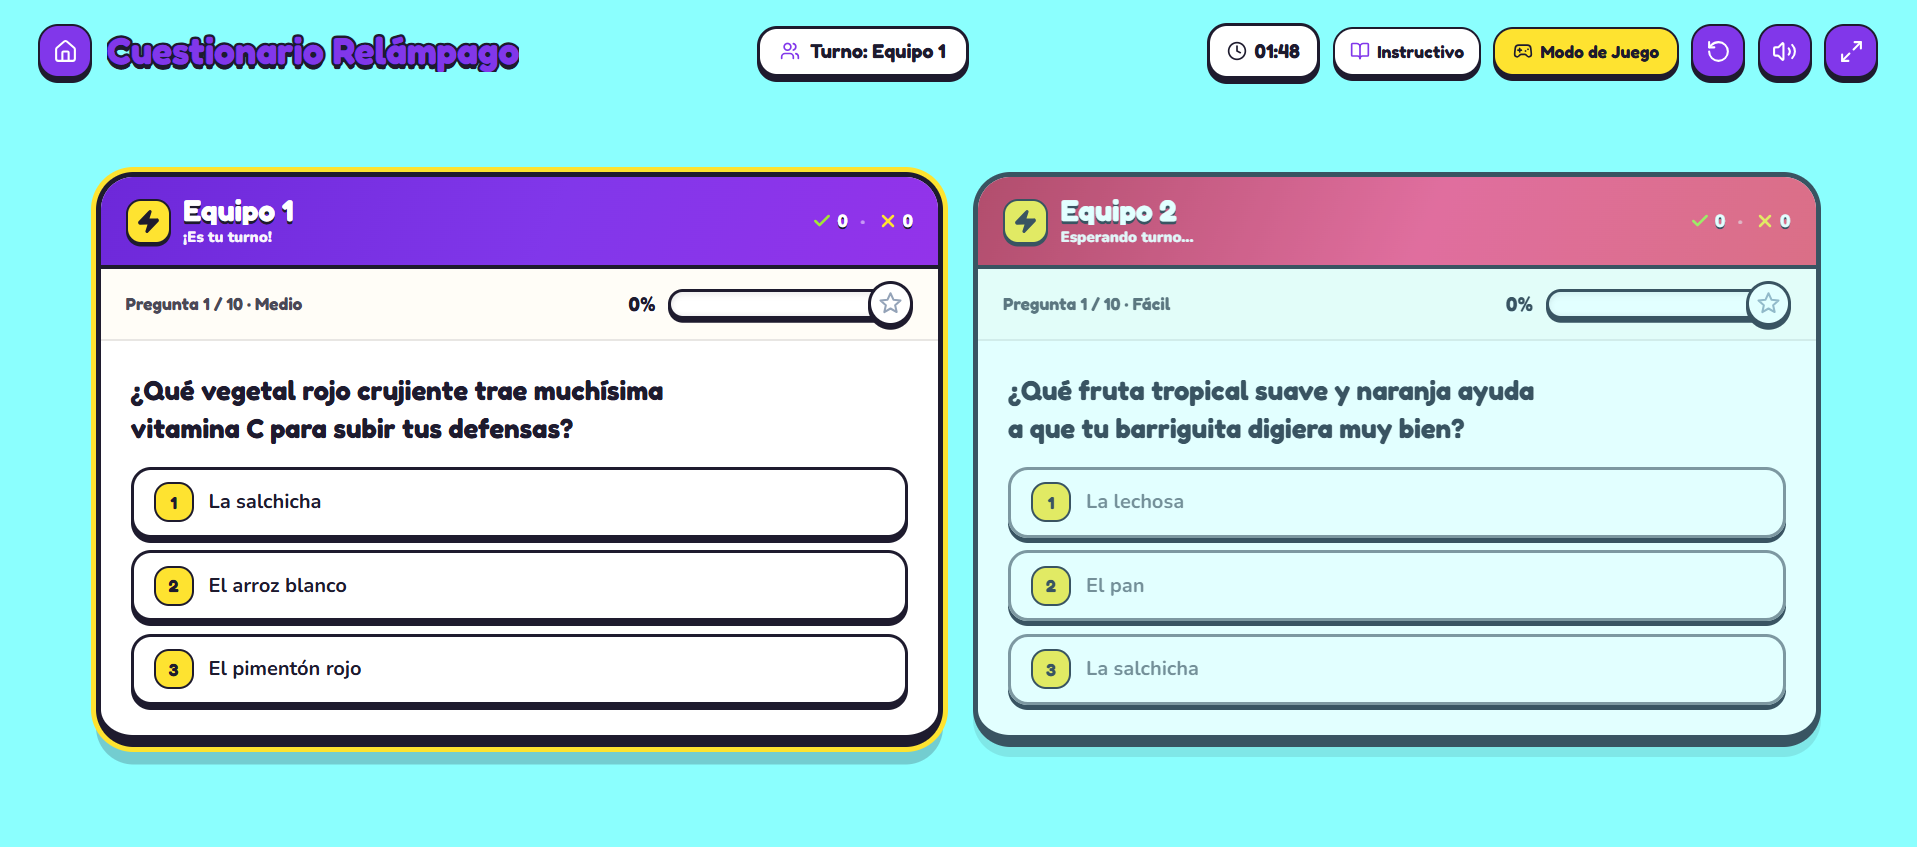 Cuestionario Relámpago
Turno: Equipo 1
01:48
Instructivo
Modo de Juego
Equipo 1
¡Es tu turno!
0 · 0
Pregunta 1 / 10 · Medio
0%
¿Qué vegetal rojo crujiente trae muchísima
vitamina C para subir tus defensas?
1 La salchicha
2 El arroz blanco
3 El pimentón rojo
Equipo 2
Esperando turno...
0 · 0
Pregunta 1 / 10 · Fácil
0%
¿Qué fruta tropical suave y naranja ayuda
a que tu barriguita digiera muy bien?
1 La lechosa
2 El pan
3 La salchicha